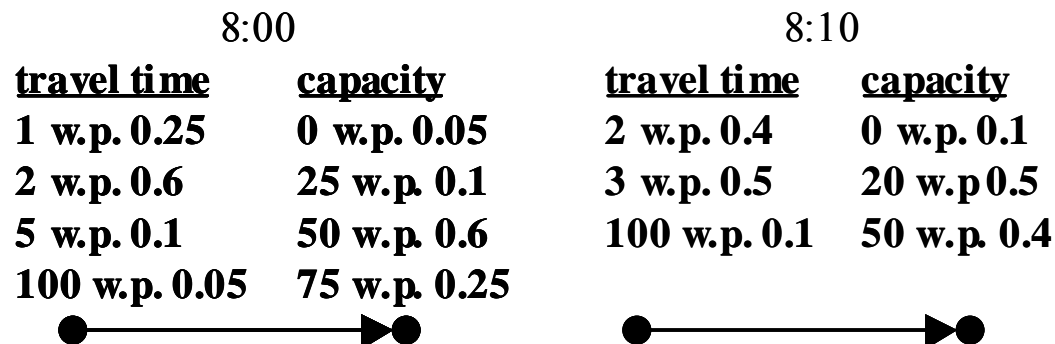 8:00 8:10
travel time capacity travel time capacity
1 w.p. 0.25 0 w.p. 0.05 2 w.p. 0.4 0 w.p. 0.1
2 w.p. 0.6 25 w.p. 0.1 3 w.p. 0.5 20 w.p 0.5
5 w.p. 0.1 50 w.p. 0.6 100 w.p. 0.1 50 w.p. 0.4
100 w.p. 0.05 75 w.p. 0.25